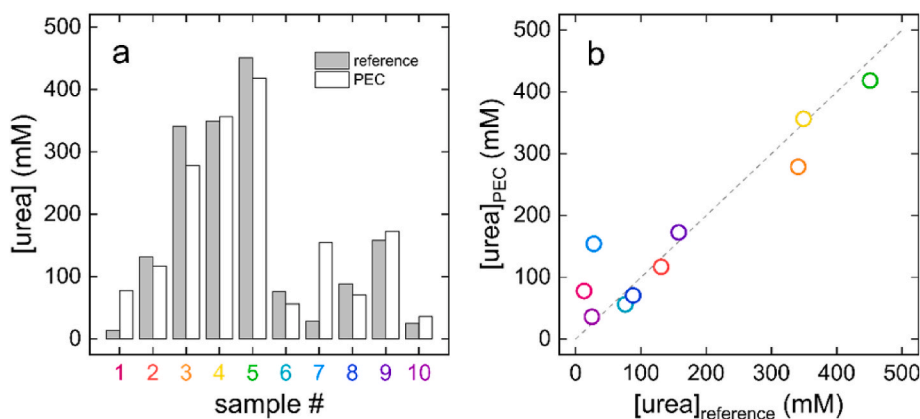 a
reference
PEC
[urea] (mM)
500
400
300
200
100
0
1 2 3 4 5 6 7 8 9 10
sample #
b
[urea]PEC (mM)
500
400
300
200
100
0
0 100 200 300 400 500
[urea]reference (mM)